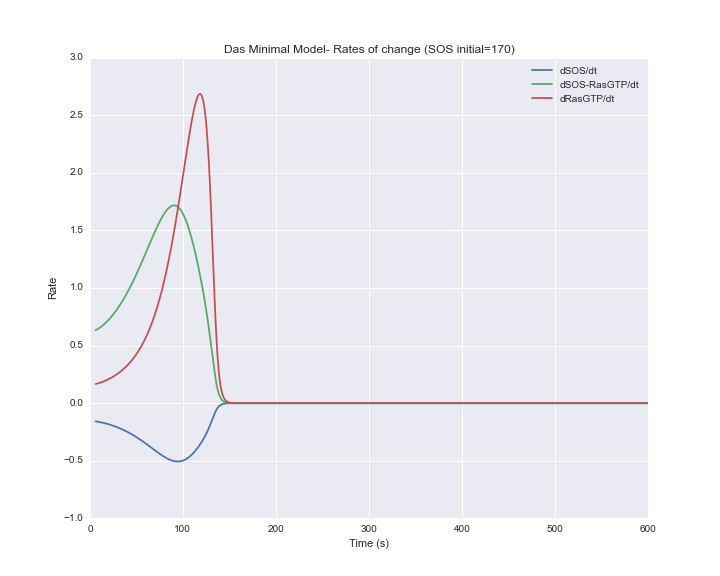 Das Minimal Model- Rates of change (SOS initial=170)
dSOS/dt
dSOS-RasGTP/dt
dRasGTP/dt
3.0
2.5
2.0
1.5
1.0
0.5
0.0
−0.5
−1.0
Rate
0 100 200 300 400 500 600
Time (s)